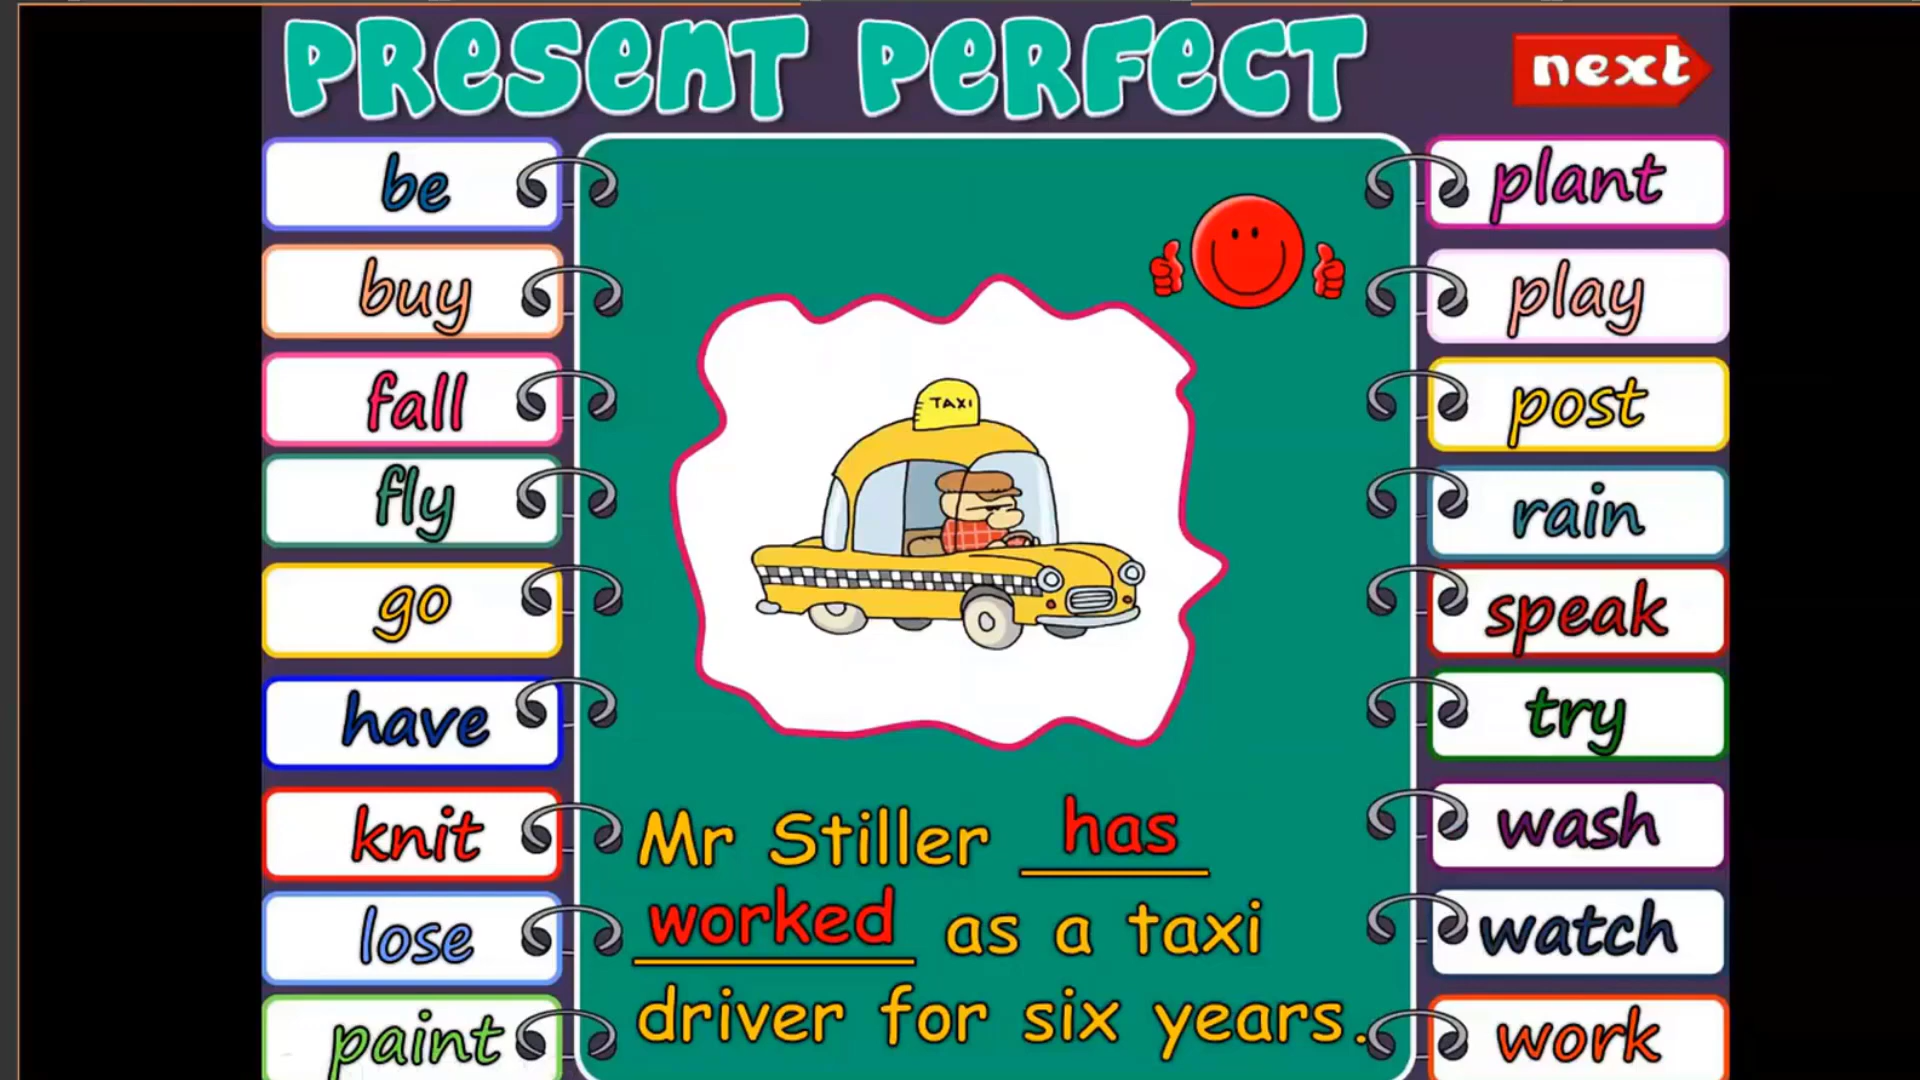 PRESENT PERFECT
next
be
buy
fall
fly
go
have
knit
lose
paint
TAXI
Mr Stiller has
worked as a taxi
driver for six years.
plant
play
post
rain
speak
try
wash
watch
work